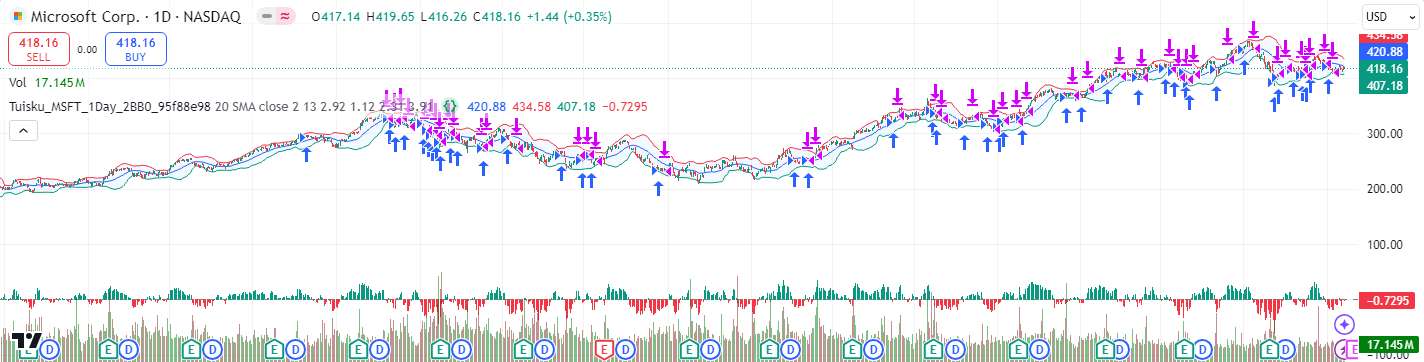 Microsoft Corp. · 1D · NASDAQ O417.14 H419.65 L416.26 C418.16 +1.44 (+0.35%)
USD
418.16 SELL 0.00 418.16 BUY
434.58
420.88
418.16
407.18
Vol 17.145M
Tuisku_MSFT_1Day_2BB0_95f88e98 20 SMA close 2 13 2.92 1.12 {} 420.88 434.58 407.18 −0.7295
300.00
200.00
100.00
−0.7295
17.145M
−100.00
E D E D E D E D E D E D E D E D E D E D E D E D E D E D E D E D E